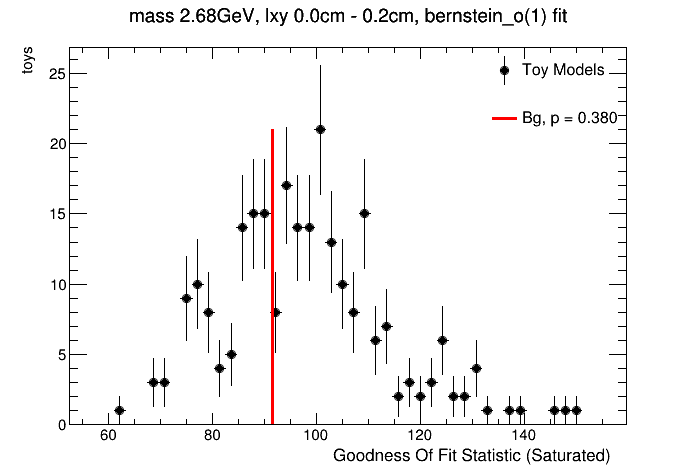 mass 2.68GeV, lxy 0.0cm - 0.2cm, bernstein_o(1) fit
toys
25
20
15
10
5
0
Toy Models
Bg, p = 0.380
60 80 100 120 140
Goodness Of Fit Statistic (Saturated)